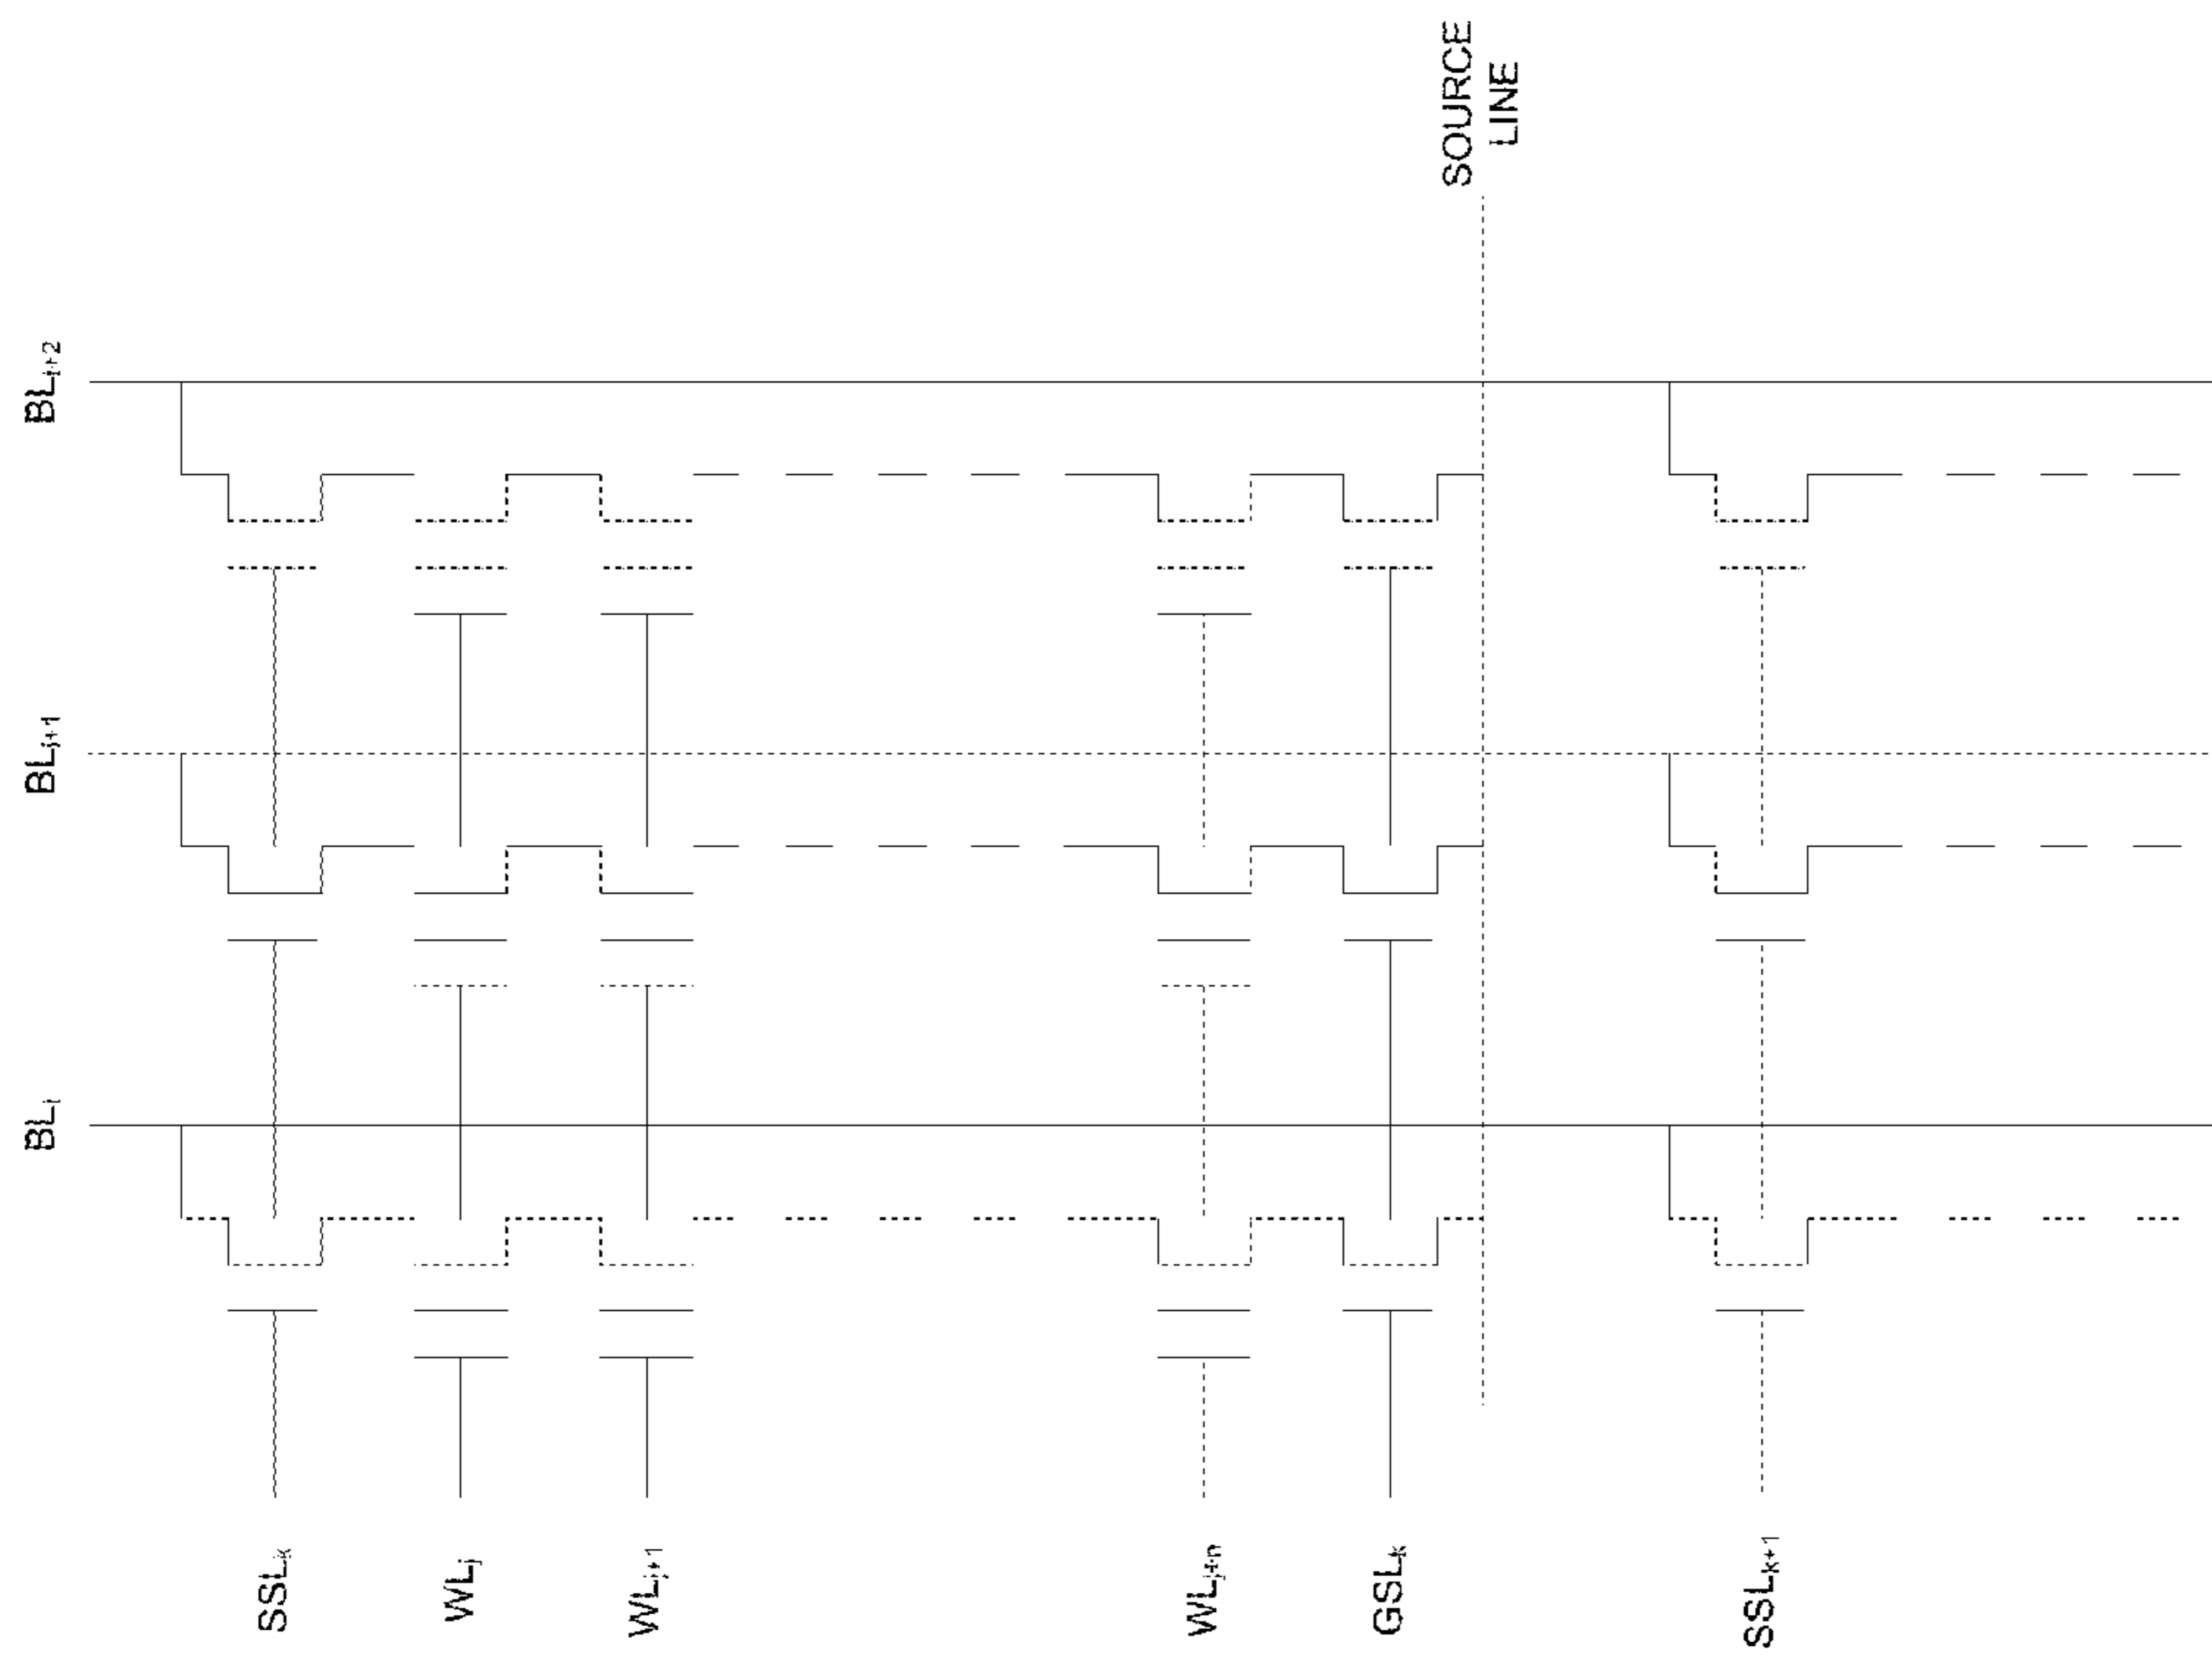 BLi
BLi+1
BLi+2
SOURCE
LINE
SSLk
WLj
WLj+1
WLj+n
GSLk
SSLk+1